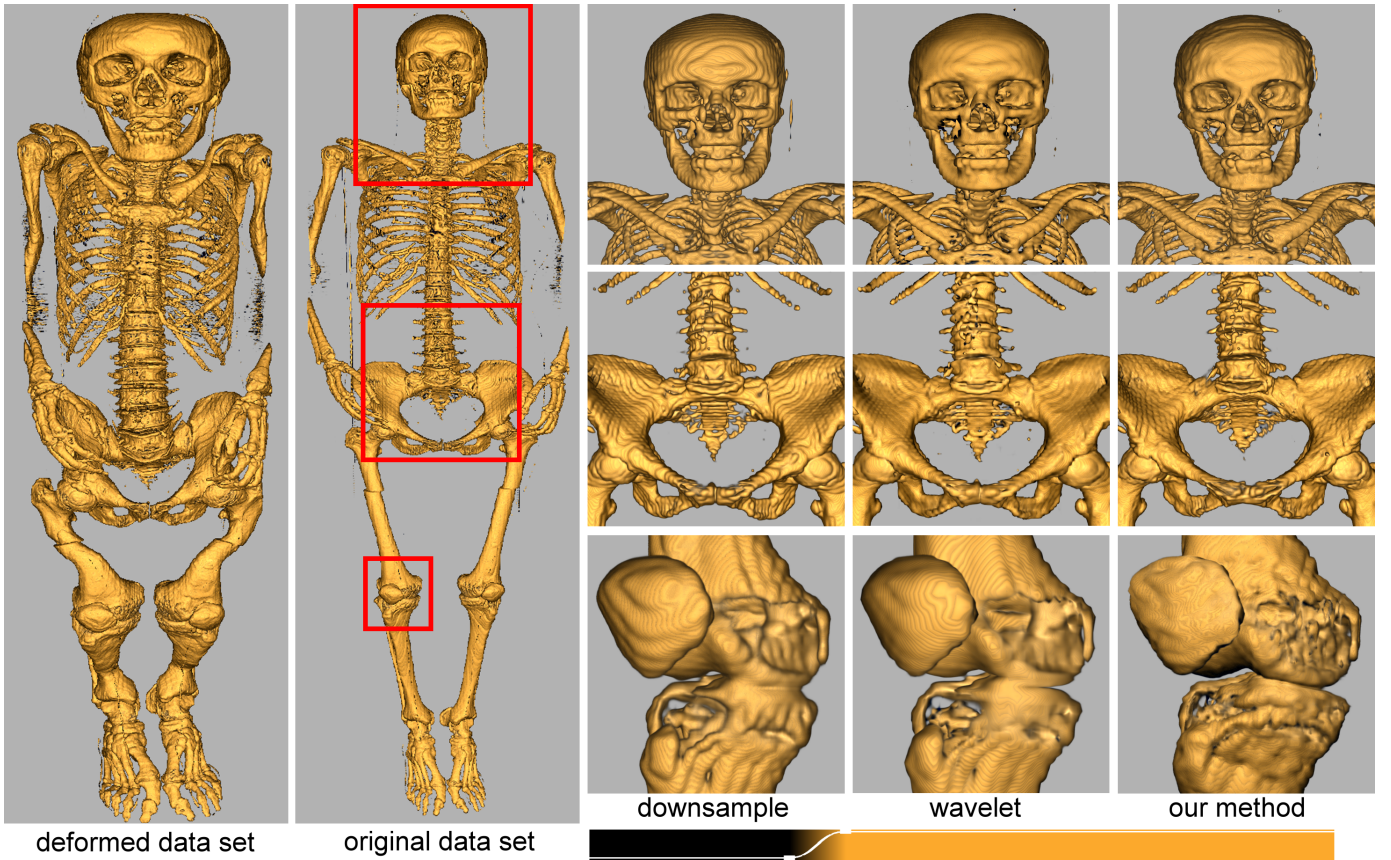 downsample
wavelet
our method
deformed data set
original data set